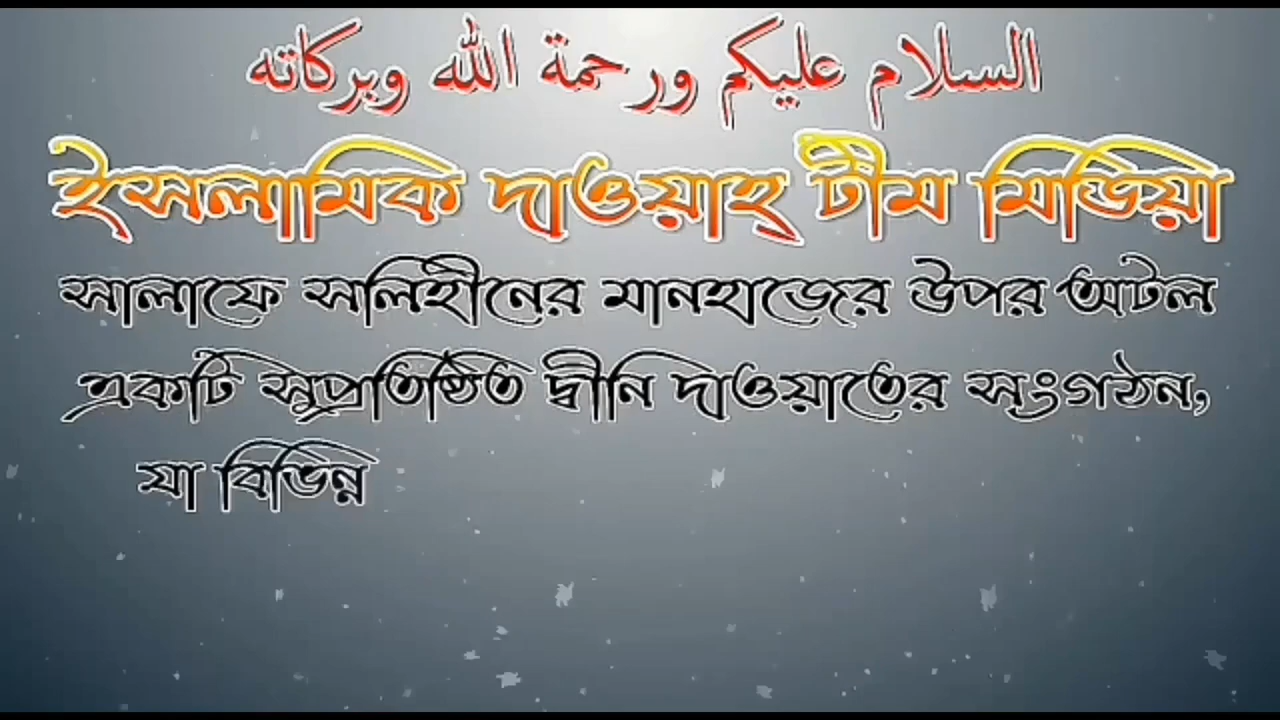 السلام عليكم ورحمة الله وبركاته
ইসলামিক দাওয়াহ্ টীম মিডিয়া
সালাফে সলিহীনের মানহাজের উপর অটল
একটি সুপ্রতিষ্ঠিত দ্বীনি দাওয়াতের সংগঠন,
যা বিভিন্ন